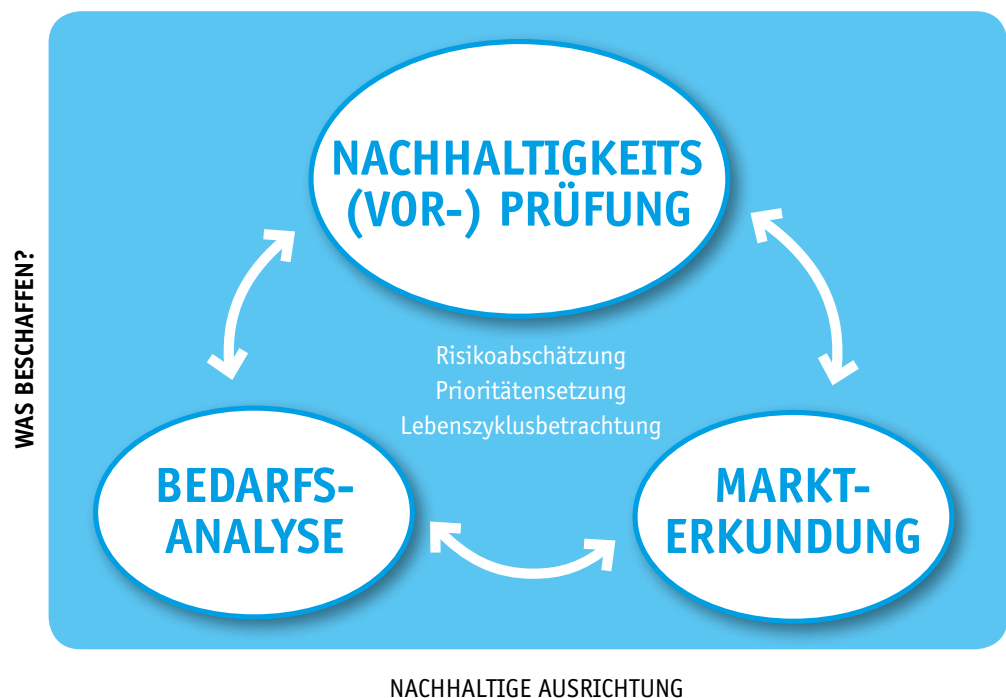 WAS BESCHAFFEN?
NACHHALTIGKEITS
(VOR-) PRÜFUNG
Risikoabschätzung
Prioritätensetzung
Lebenszyklusbetrachtung
BEDARFS-
ANALYSE
MARKT-
ERKUNDUNG
NACHHALTIGE AUSRICHTUNG